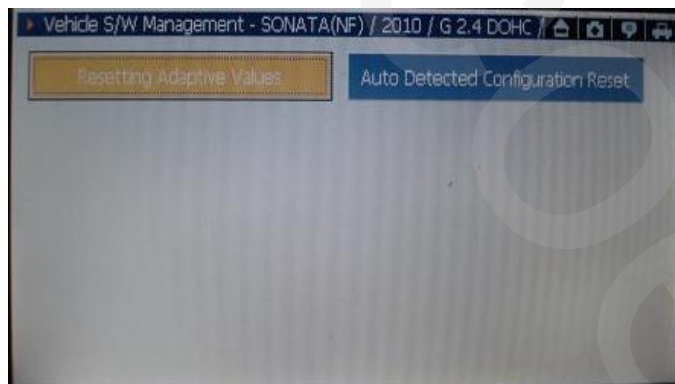 Vehicle S/W Management - SONATA(NF) / 2010 / G 2.4 DOHC /
Resetting Adaptive Values
Auto Detected Configuration Reset